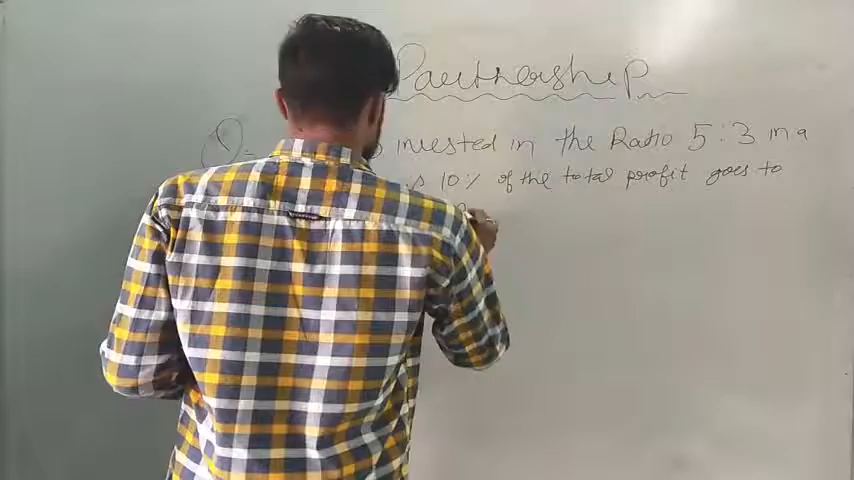 Partnership
Q:- invested in the Ratio 5:3 in a
10% of the total profit goes to